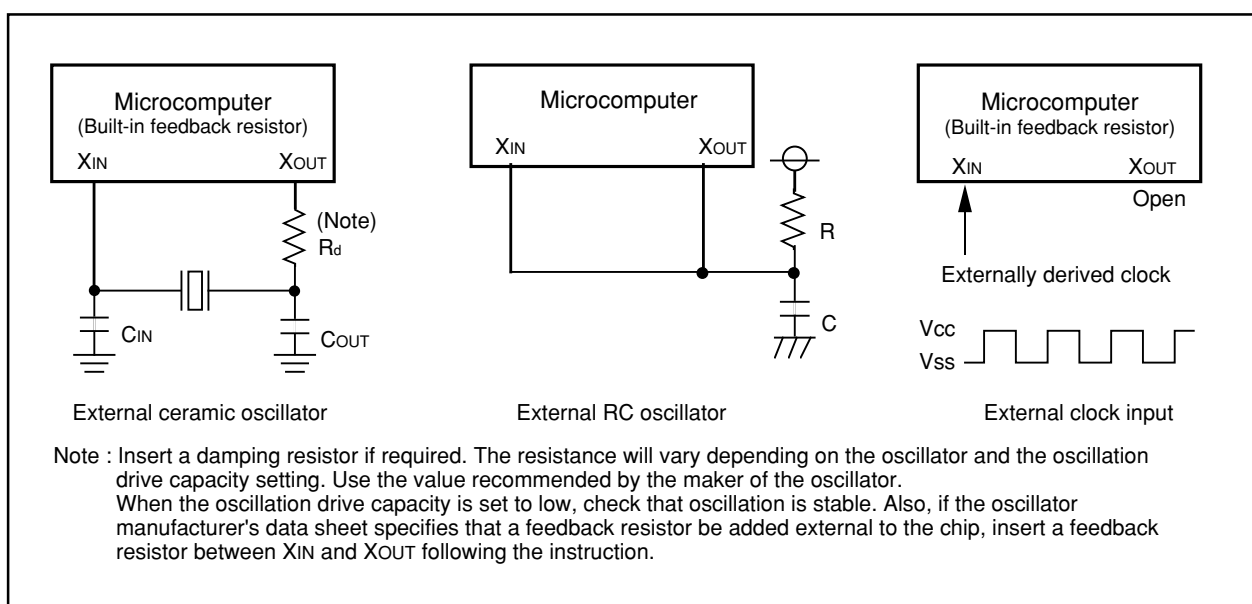 Microcomputer
(Built-in feedback resistor)
XIN XOUT
(Note)
Rd
CIN
COUT
External ceramic oscillator
Microcomputer
XIN XOUT
R
C
External RC oscillator
Microcomputer
(Built-in feedback resistor)
XIN XOUT
Open
Externally derived clock
Vcc
Vss
External clock input
Note : Insert a damping resistor if required. The resistance will vary depending on the oscillator and the oscillation
drive capacity setting. Use the value recommended by the maker of the oscillator.
When the oscillation drive capacity is set to low, check that oscillation is stable. Also, if the oscillator
manufacturer's data sheet specifies that a feedback resistor be added external to the chip, insert a feedback
resistor between XIN and XOUT following the instruction.